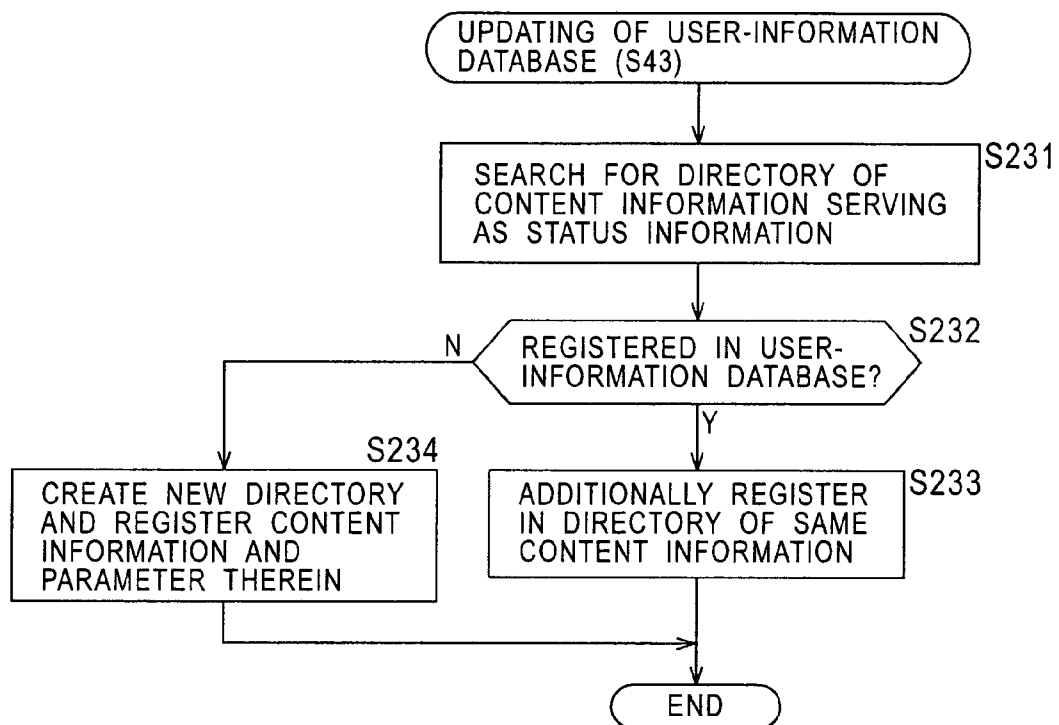 UPDATING OF USER-INFORMATION
DATABASE (S43)
S231
SEARCH FOR DIRECTORY OF
CONTENT INFORMATION SERVING
AS STATUS INFORMATION
S232
N
REGISTERED IN USER-
INFORMATION DATABASE?
Y
S234
CREATE NEW DIRECTORY
AND REGISTER CONTENT
INFORMATION AND
PARAMETER THEREIN
S233
ADDITIONALLY REGISTER
IN DIRECTORY OF SAME
CONTENT INFORMATION
END